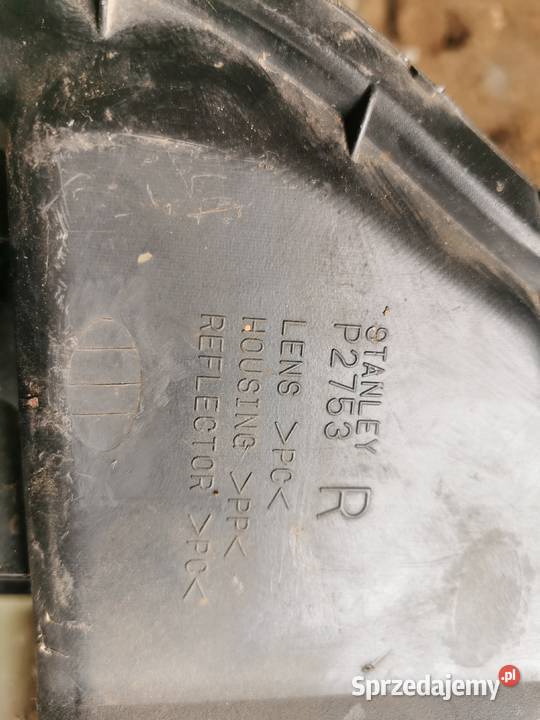 STANLEY
P2753 R
LENS >PC<
HOUSING >PP<
REFLECTOR >PC<
Sprzedajemy.pl